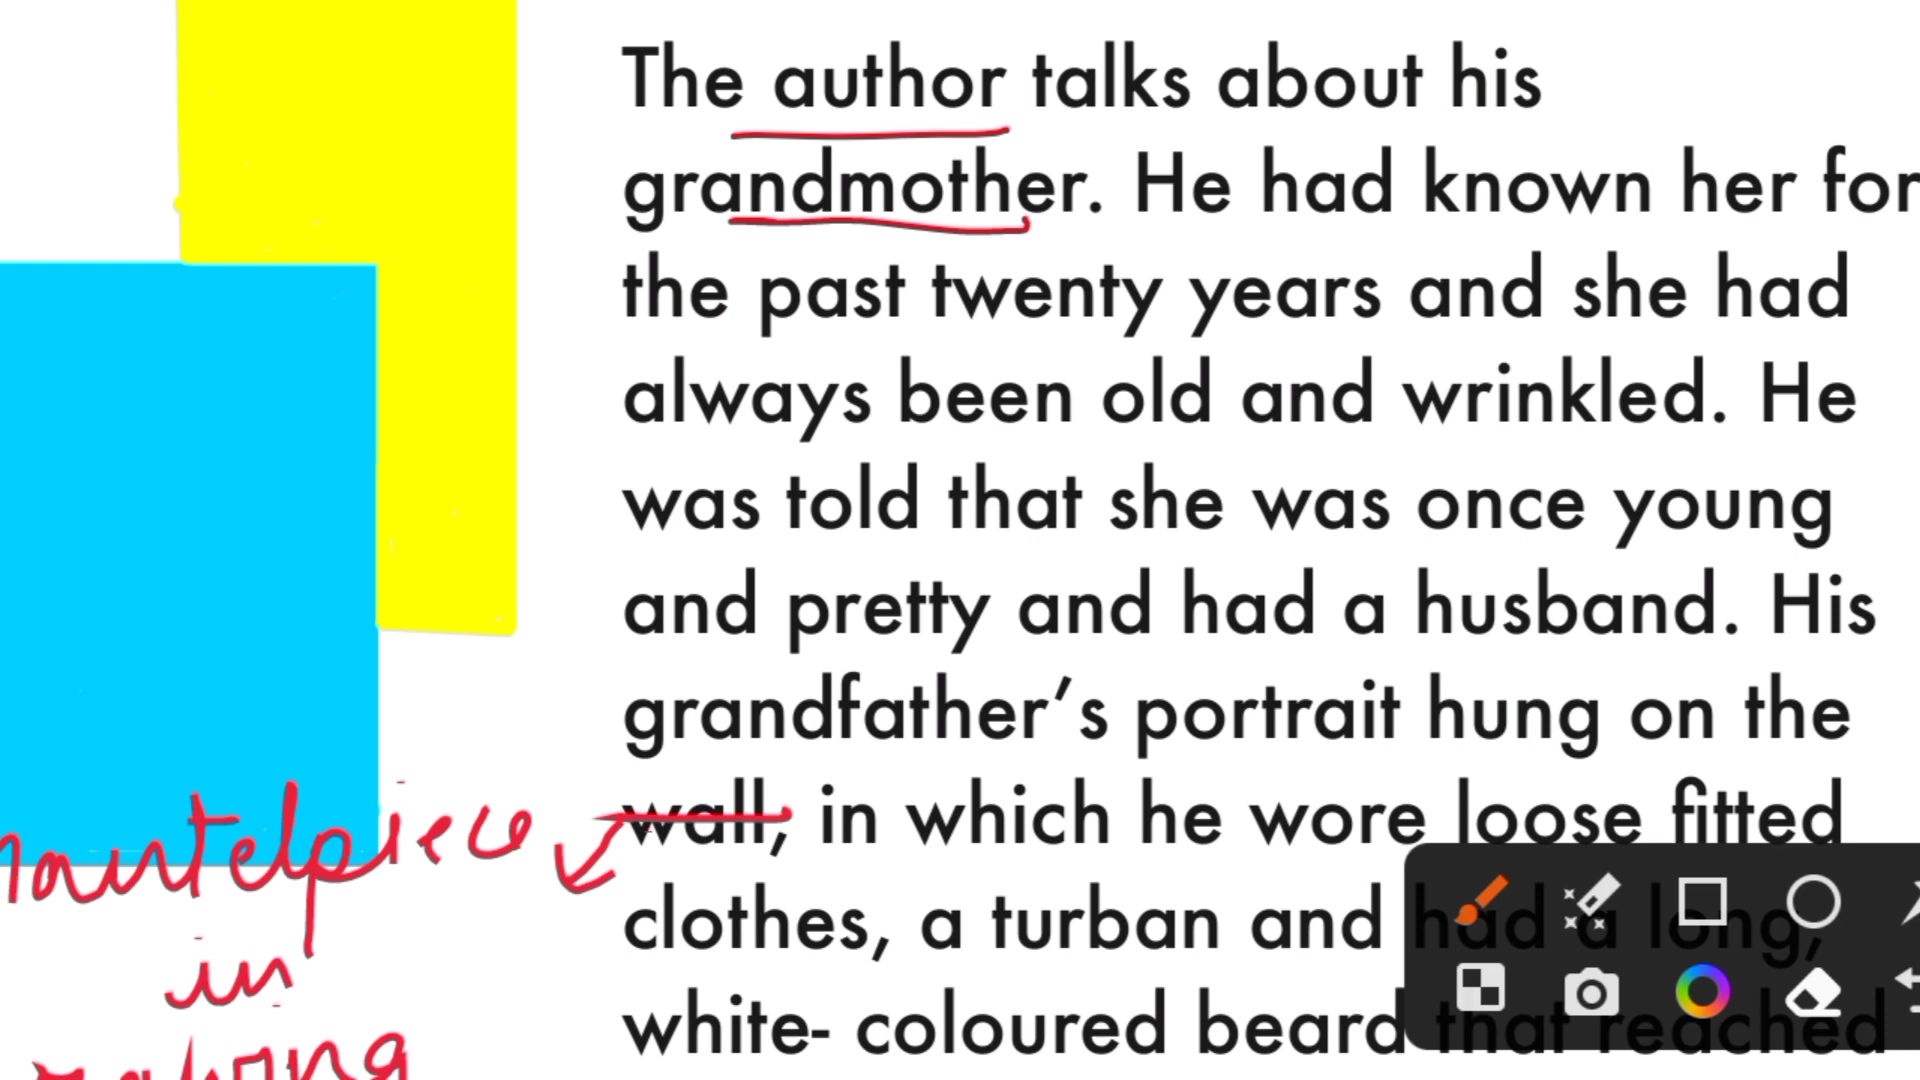 The author talks about his
grandmother. He had known her for
the past twenty years and she had
always been old and wrinkled. He
was told that she was once young
and pretty and had a husband. His
grandfather’s portrait hung on the
wall, in which he wore loose fitted
clothes, a turban and had a long,
white- coloured beard that reached
mantelpiece
in